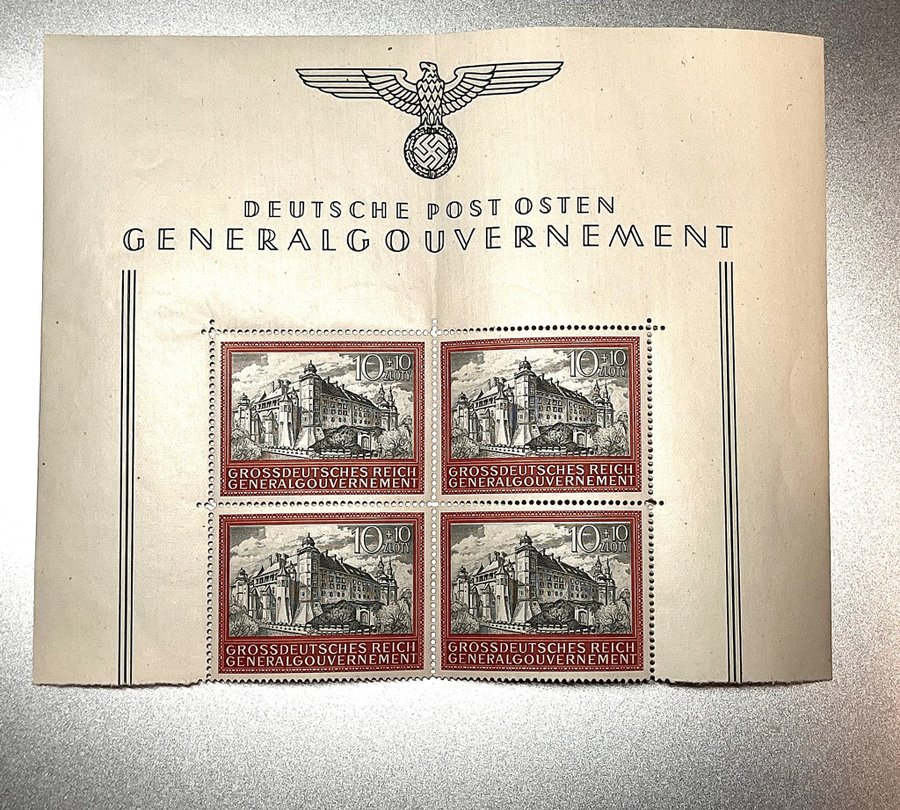 DEUTSCHE POST OSTEN
GENERALGOUVERNEMENT
10+10
ZLOTY
GROSSDEUTSCHES REICH
GENERALGOUVERNEMENT
10+10
ZLOTY
GROSSDEUTSCHES REICH
GENERALGOUVERNEMENT
10+10
ZLOTY
GROSSDEUTSCHES REICH
GENERALGOUVERNEMENT
10+10
ZLOTY
GROSSDEUTSCHES REICH
GENERALGOUVERNEMENT